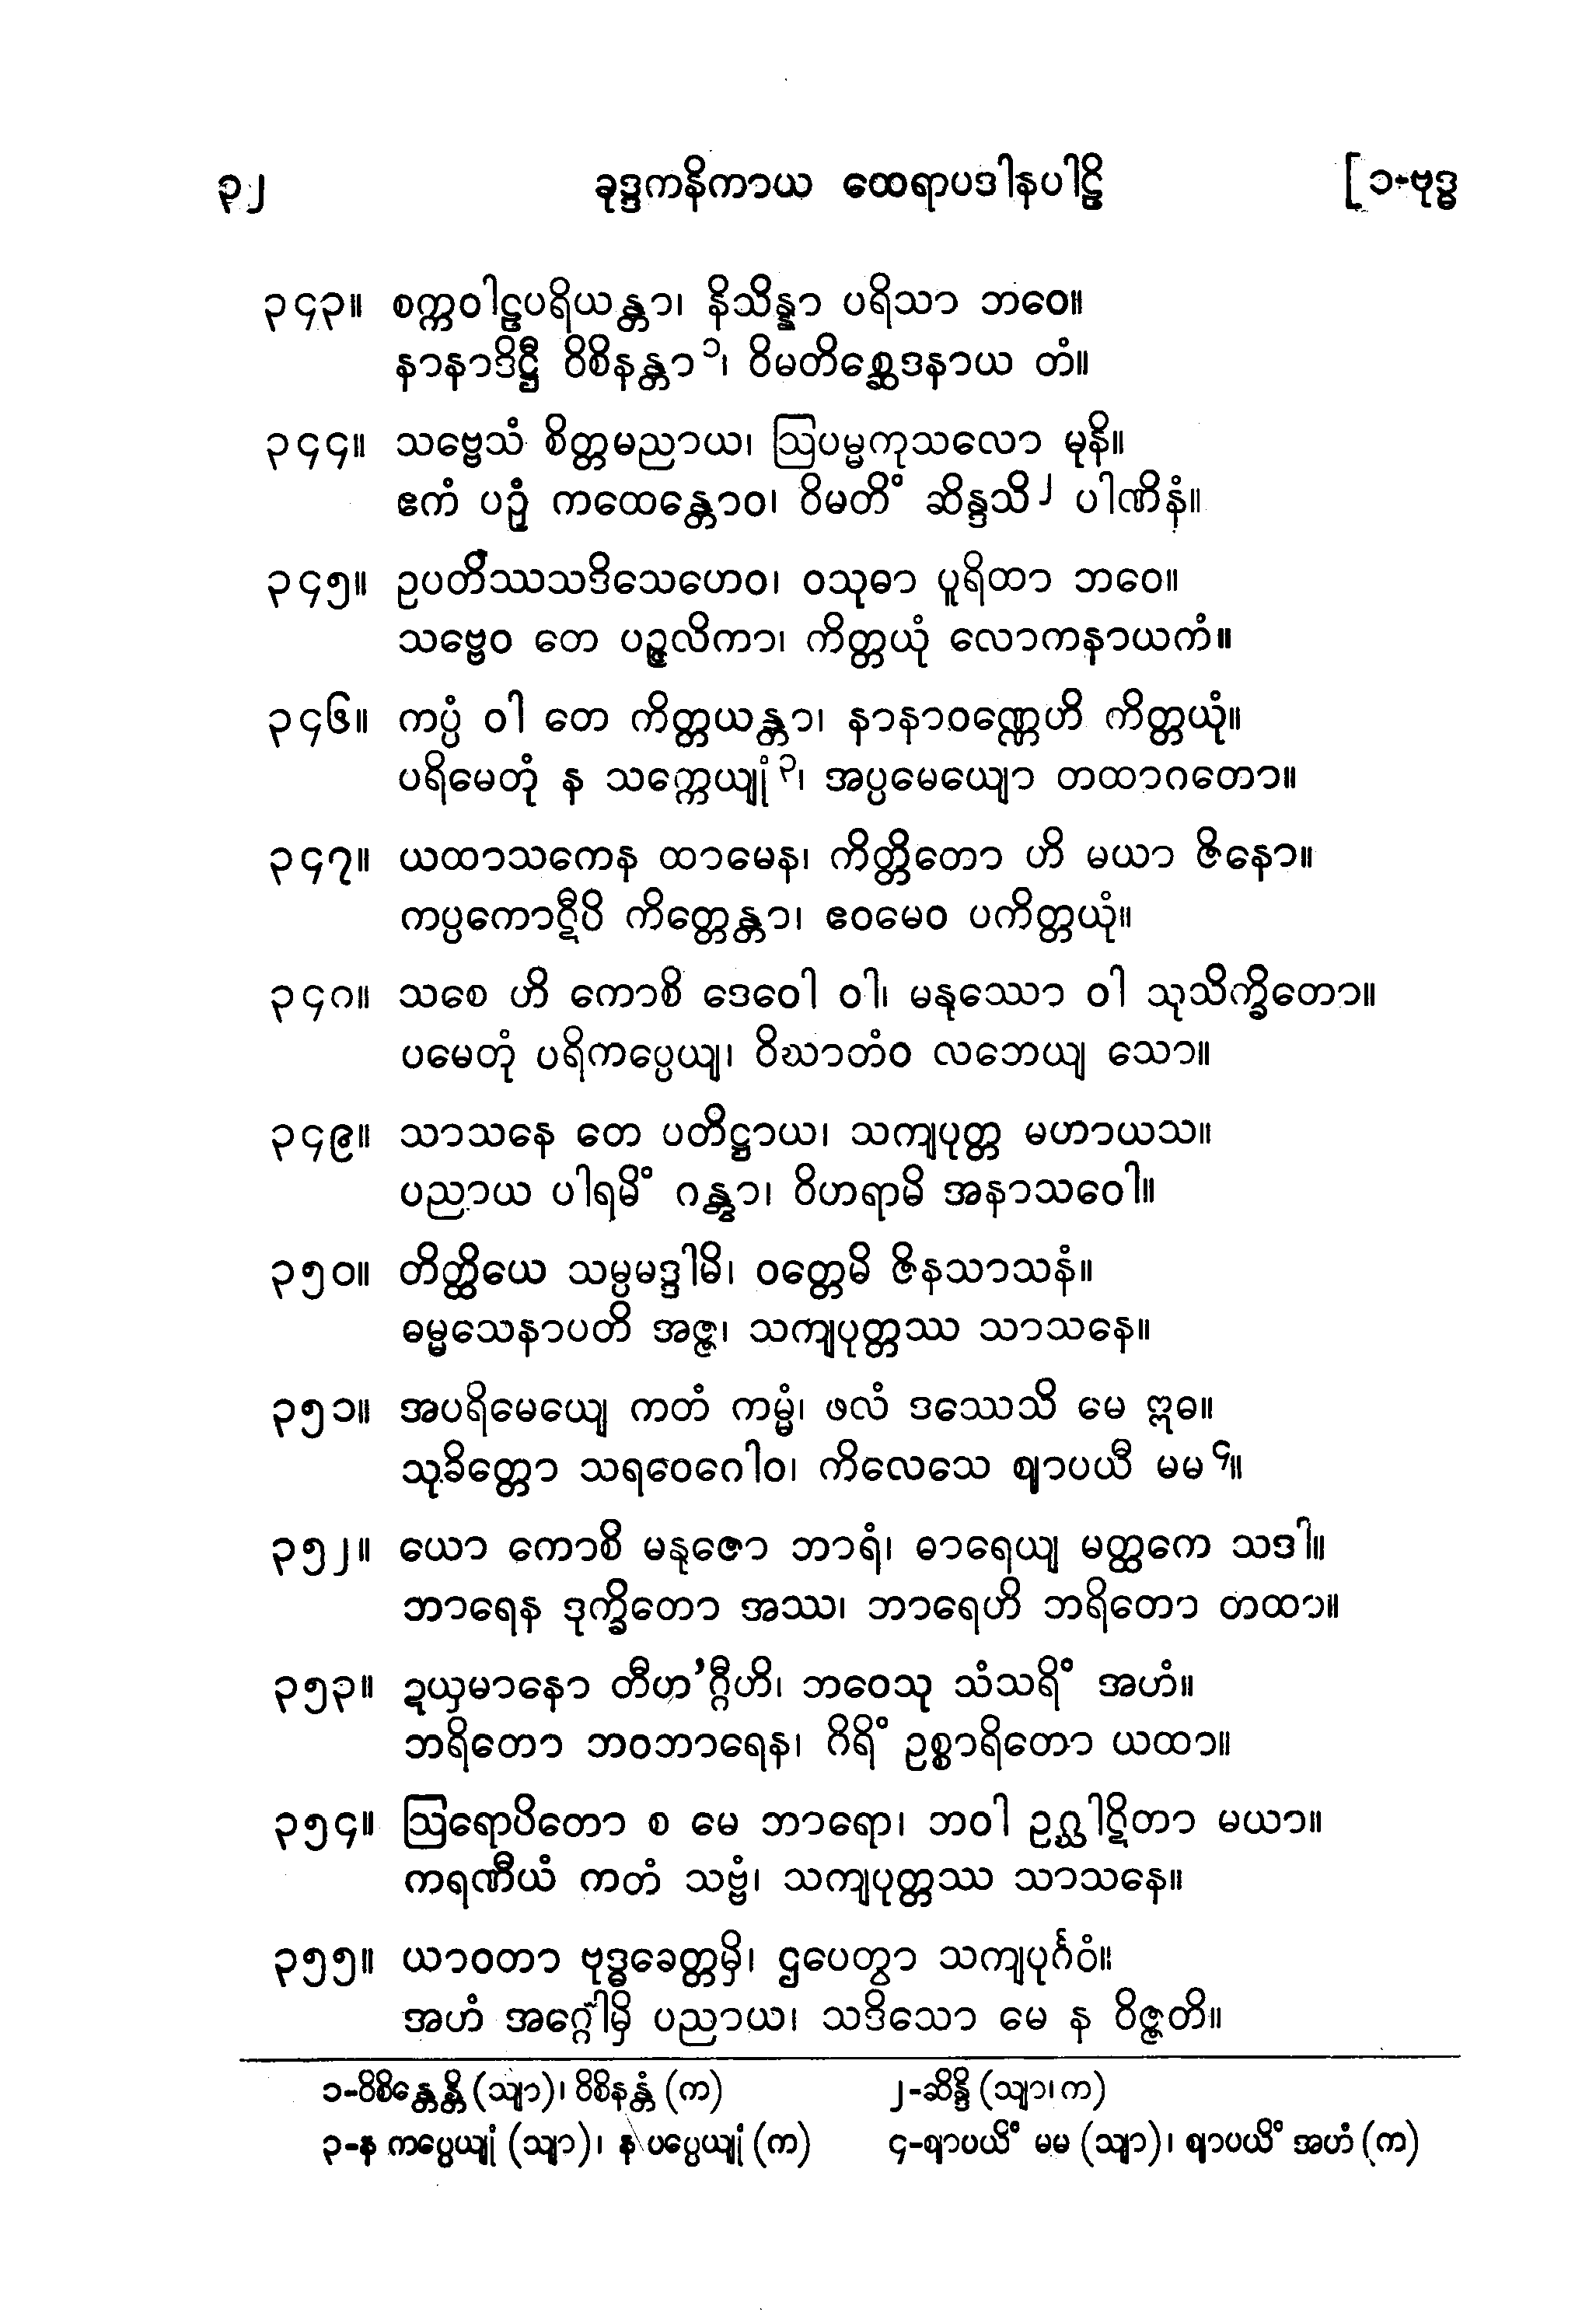 ၃၂ ခုဒ္ဒကနိကာယ ထေရာပဒါနပါဠိ [၁-ဗုဒ္ဓ
၃၄၃။ စက္ကဝါဠပရိယန္တာ၊ နိသိန္နာ ပရိသာ ဘဝေ။
နာနာဒိဋ္ဌီ ဝိစိနန္တာ၁၊ ဝိမတိစ္ဆေဒနာယ တံ။
၃၄၄။ သဗ္ဗေသံ စိတ္တမညာယ၊ ဩပမ္မကုသလော မုနိ။
ဧကံ ပဉှံ ကထေန္တောဝ၊ ဝိမတိံ ဆိန္ဒသိ၂ ပါဏိနံ။
၃၄၅။ ဥပတိဿသဒိသေဟေဝ၊ ဝသုဓာ ပူရိထာ ဘဝေ။
သဗ္ဗေဝ တေ ပဉ္ဇလိကာ၊ ကိတ္တယုံ လောကနာယကံ။
၃၄၆။ ကပ္ပံ ဝါ တေ ကိတ္တယန္တာ၊ နာနာဝဏ္ဏေဟိ ကိတ္တယုံ။
ပရိမေတုံ န သက္ကေယျုံ၃၊ အပ္ပမေယျော တထာဂတော။
၃၄၇။ ယထာသကေန ထာမေန၊ ကိတ္တိတော ဟိ မယာ ဇိနော။
ကပ္ပကောဋီပိ ကိတ္တေန္တာ၊ ဧဝမေဝ ပကိတ္တယုံ။
၃၄၈။ သစေ ဟိ ကောစိ ဒေဝေါ ဝါ၊ မနုဿော ဝါ သုသိက္ခိတော။
ပမေတုံ ပရိကပ္ပေယျ၊ ဝိဃာတံဝ လဘေယျ သော။
၃၄၉။ သာသနေ တေ ပတိဋ္ဌာယ၊ သကျပုတ္တ မဟာယသ။
ပညာယ ပါရမိံ ဂန္တွာ၊ ဝိဟရာမိ အနာသဝေါ။
၃၅၀။ တိတ္ထိယေ သမ္ပမဒ္ဒါမိ၊ ဝတ္တေမိ ဇိနသာသနံ။
ဓမ္မသေနာပတိ အဇ္ဇ၊ သကျပုတ္တဿ သာသနေ။
၃၅၁။ အပရိမေယျေ ကတံ ကမ္မံ၊ ဖလံ ဒဿေသိ မေ ဣဓ။
သုခိတ္တော သရဝေဂေါဝ၊ ကိလေသေ ဈာပယီ မမ၄။
၃၅၂။ ယော ကောစိ မနုဇော ဘာရံ၊ ဓာရေယျ မတ္ထကေ သဒါ။
ဘာရေန ဒုက္ခိတော အဿ၊ ဘာရေဟိ ဘရိတော တထာ။
၃၅၃။ ဍယှမာနော တီဟ’ဂ္ဂီဟိ၊ ဘဝေသု သံသရိံ အဟံ။
ဘရိတော ဘဝဘာရေန၊ ဂိရိံ ဥစ္စာရိတော ယထာ။
၃၅၄။ ဩရောပိတော စ မေ ဘာရော၊ ဘဝါ ဥဂ္ဃါဋိတာ မယာ။
ကရဏီယံ ကတံ သဗ္ဗံ၊ သကျပုတ္တဿ သာသနေ။
၃၅၅။ ယာဝတာ ဗုဒ္ဓခေတ္တမှိ၊ ဌပေတွာ သကျပုင်္ဂဝံ။
အဟံ အဂ္ဂေါမှိ ပညာယ၊ သဒိသော မေ န ဝိဇ္ဇတိ။
၁-ဝိစိန္တေန္တိ (သျာ)၊ ဝိစိနန္တံ (က) ၂-ဆိန္ဒိ (သျာ၊က)
၃-န ကပ္ပေယျုံ (သျာ)၊ န ပပ္ပေယျုံ (က) ၄-ဈာပယိံ မမ (သျာ)၊ ဈာပယိံ အဟံ (က)